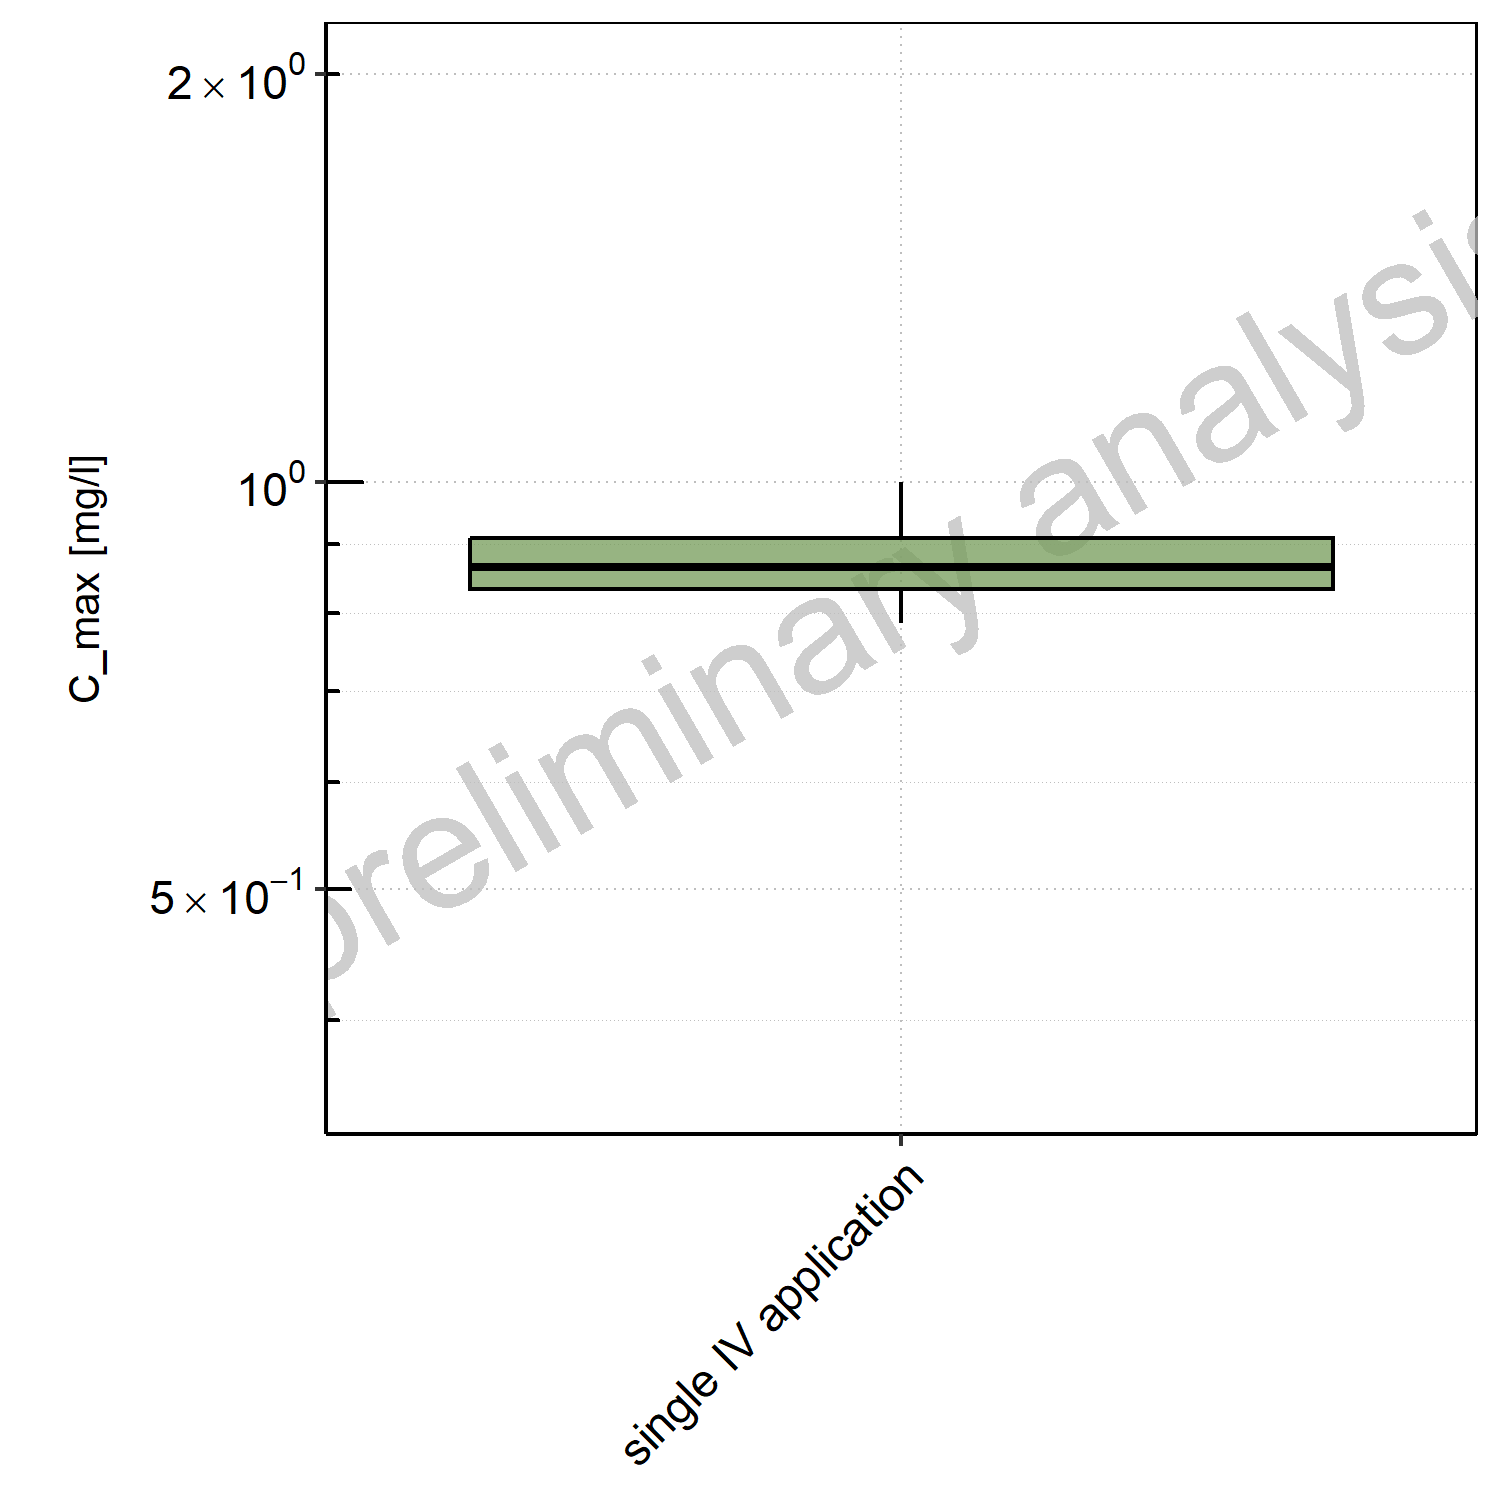 2 × 10⁰
10⁰
5 × 10⁻¹
C_max [mg/l]
preliminary analysis
single IV application